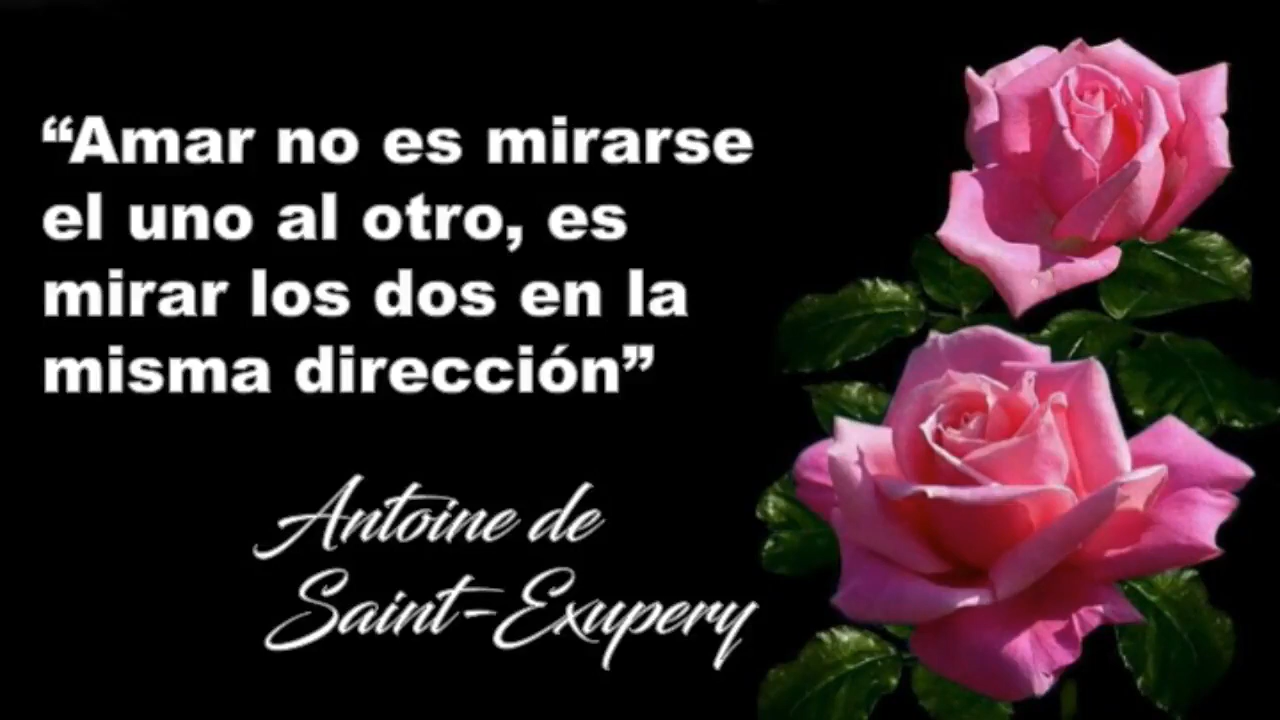 “Amar no es mirarse
el uno al otro, es
mirar los dos en la
misma dirección”
Antoine de
Saint-Exupery